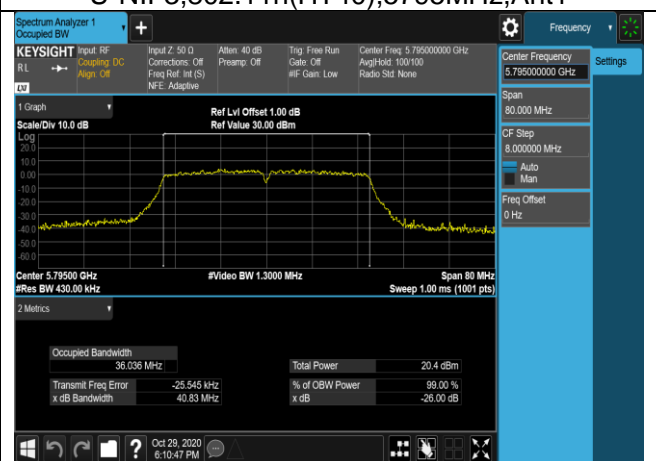 U-NII-3,802.11n(HT40),5795MHz,Ant1
Spectrum Analyzer 1
Occupied BW
Frequency
KEYSIGHT
RL
LXI
Input: RF
Coupling: DC
Align: Off
Input Z: 50 Ω
Corrections: Off
Freq Ref: Int (S)
NFE: Adaptive
Atten: 40 dB
Preamp: Off
Trig: Free Run
Gate: Off
#IF Gain: Low
Center Freq: 5.795000000 GHz
Avg|Hold: 100/100
Radio Std: None
Center Frequency
5.795000000 GHz
Settings
Span
80.000 MHz
CF Step
8.000000 MHz
Auto
Man
Freq Offset
0 Hz
1 Graph
Scale/Div 10.0 dB
Ref Lvl Offset 1.00 dB
Ref Value 30.00 dBm
Log
20.0
10.0
0.00
-10.0
-20.0
-30.0
-40.0
-50.0
-60.0
Center 5.79500 GHz
#Video BW 1.3000 MHz
Span 80 MHz
#Res BW 430.00 kHz
Sweep 1.00 ms (1001 pts)
2 Metrics
Occupied Bandwidth
36.036 MHz
Total Power 20.4 dBm
Transmit Freq Error -25.545 kHz
% of OBW Power 99.00 %
x dB Bandwidth 40.83 MHz
x dB -26.00 dB
?
Oct 29, 2020
6:10:47 PM